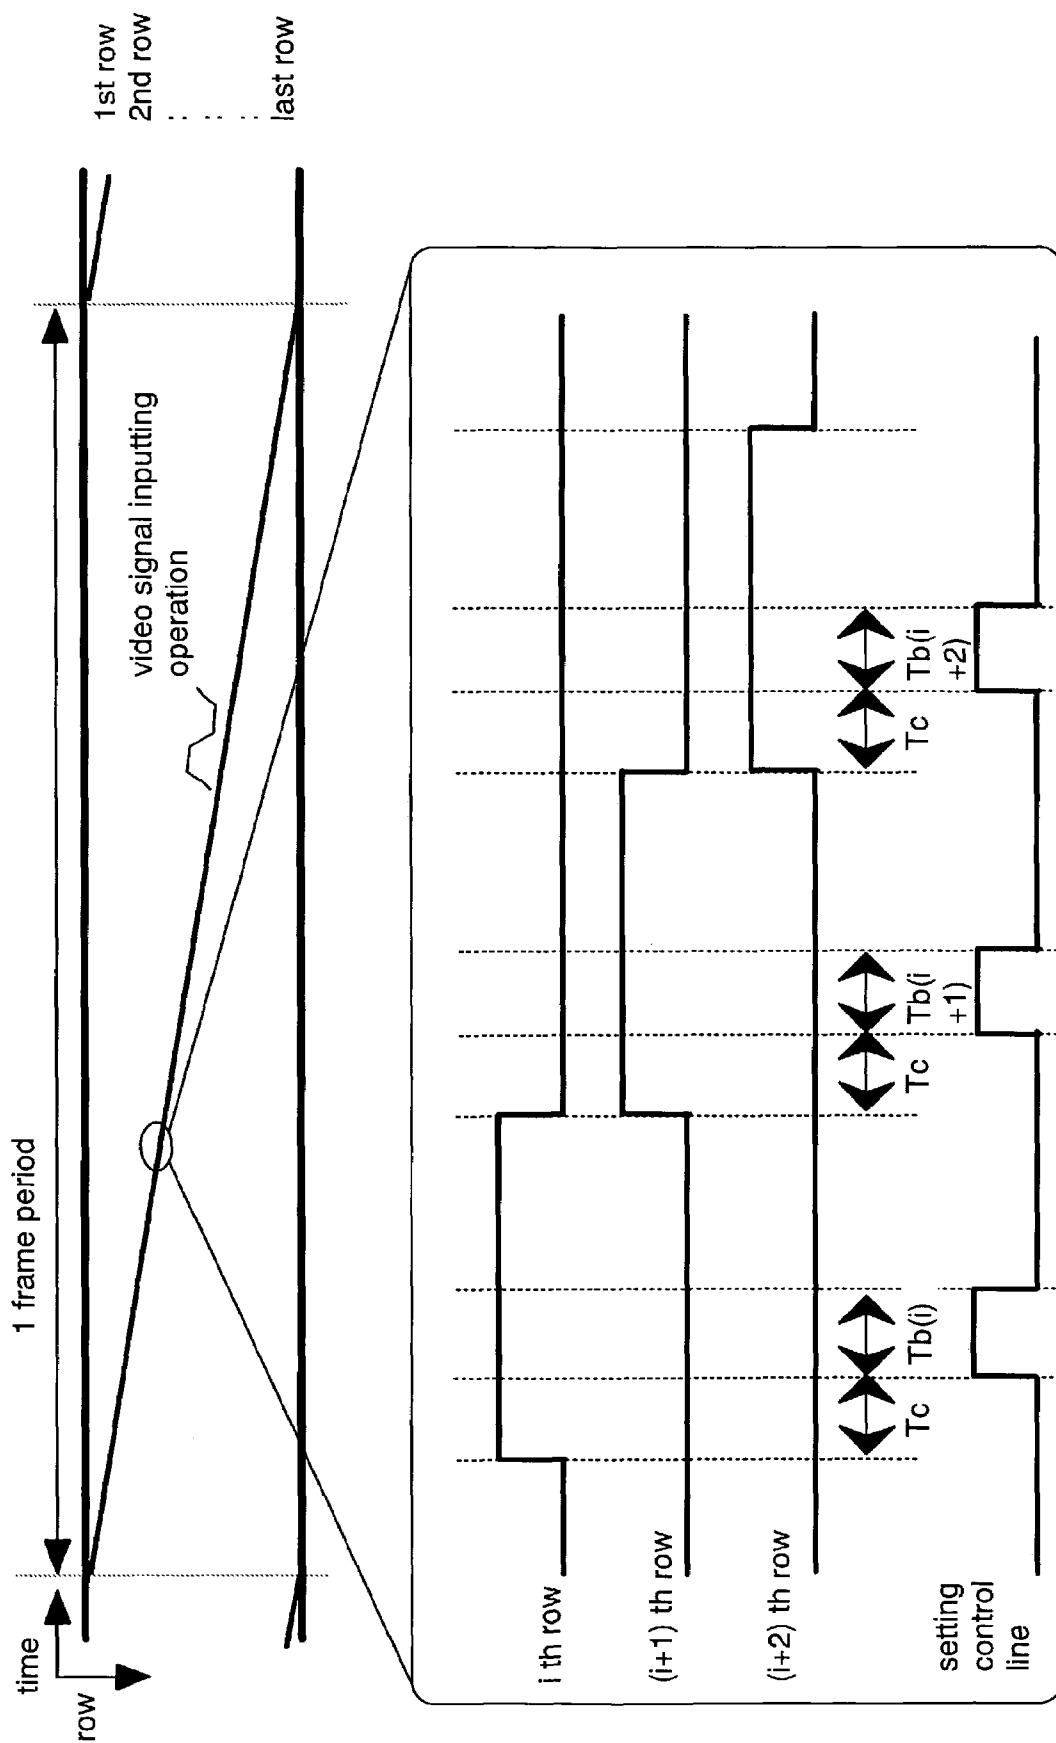 time
row
1 frame period
video signal inputting
operation
1st row
2nd row
last row
i th row
(i+1) th row
(i+2) th row
Tc
Tb(i)
Tc
Tb(i
+1)
Tc
Tb(i
+2)
setting
control
line